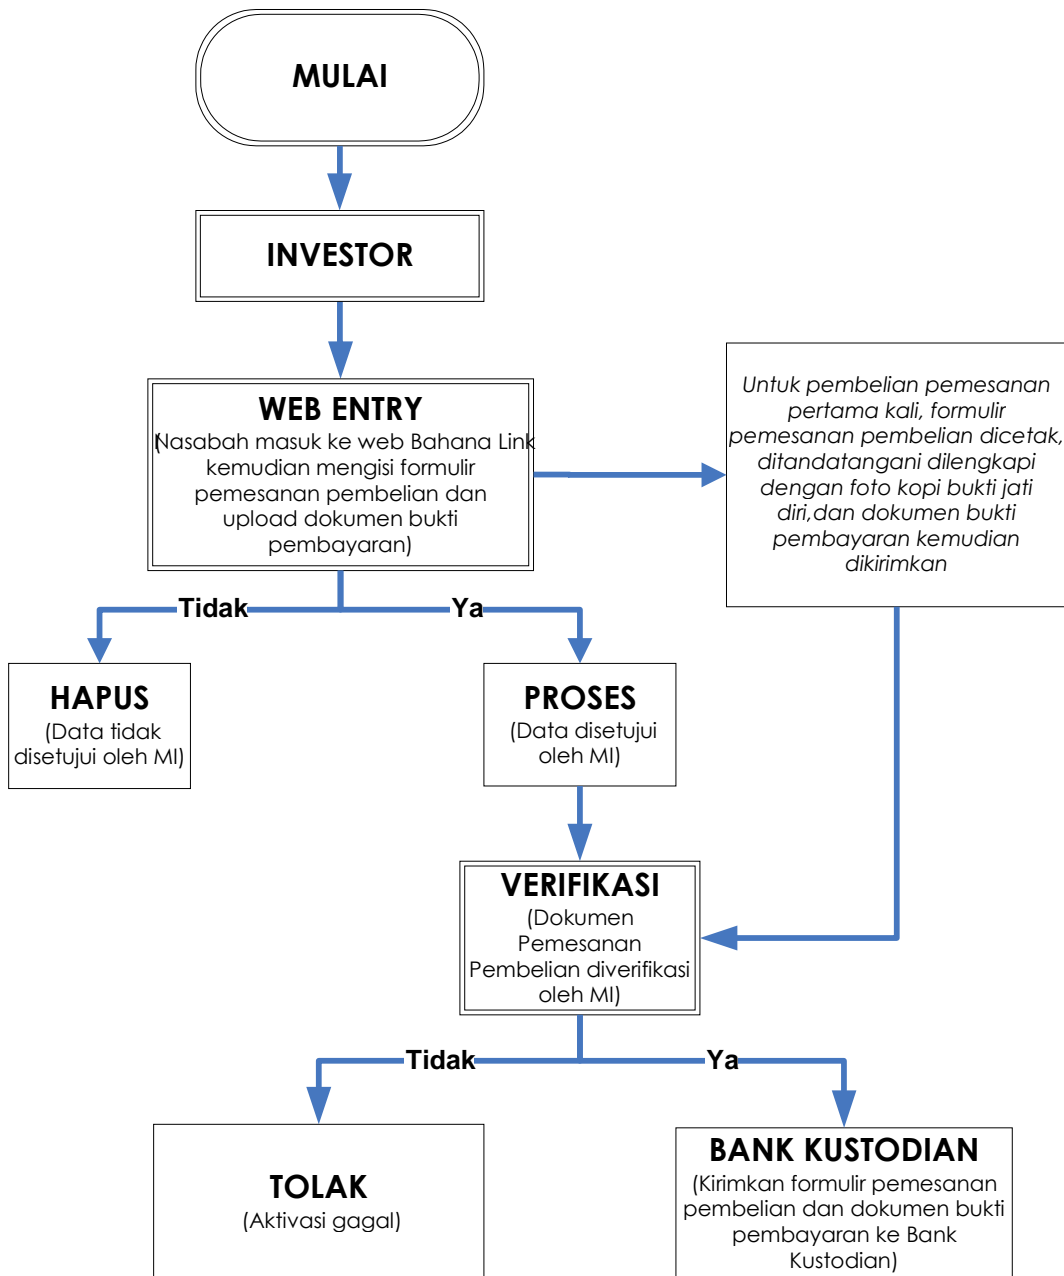 MULAI
INVESTOR
WEB ENTRY
(Nasabah masuk ke web Bahana Link
kemudian mengisi formulir
pemesanan pembelian dan
upload dokumen bukti
pembayaran)
Untuk pembelian pemesanan
pertama kali, formulir
pemesanan pembelian dicetak,
ditandatangani dilengkapi
dengan foto kopi bukti jati
diri,dan dokumen bukti
pembayaran kemudian
dikirimkan
Tidak
Ya
HAPUS
(Data tidak
disetujui oleh MI)
PROSES
(Data disetujui
oleh MI)
VERIFIKASI
(Dokumen
Pemesanan
Pembelian diverifikasi
oleh MI)
Tidak
Ya
TOLAK
(Aktivasi gagal)
BANK KUSTODIAN
(Kirimkan formulir pemesanan
pembelian dan dokumen bukti
pembayaran ke Bank
Kustodian)